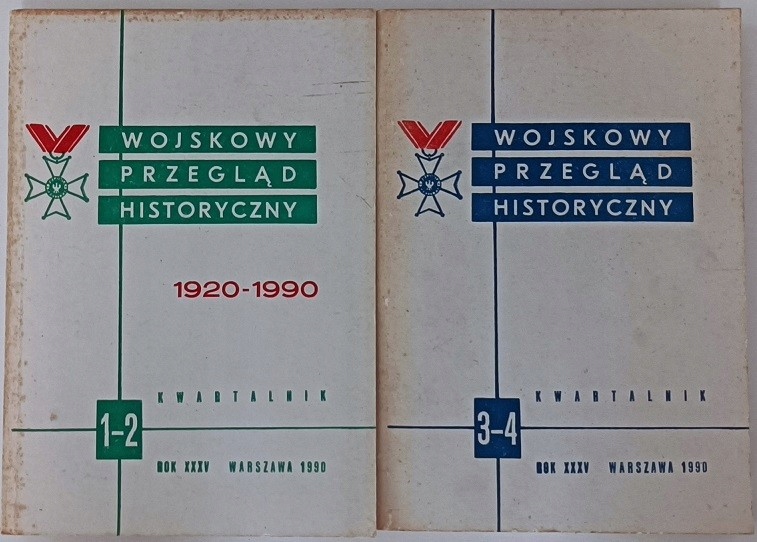 WOJSKOWY
PRZEGLĄD
HISTORYCZNY
1920-1990
KWARTALNIK
1-2
ROK XXXV WARSZAWA 1990
WOJSKOWY
PRZEGLĄD
HISTORYCZNY
KWARTALNIK
3-4
ROK XXXV WARSZAWA 1990